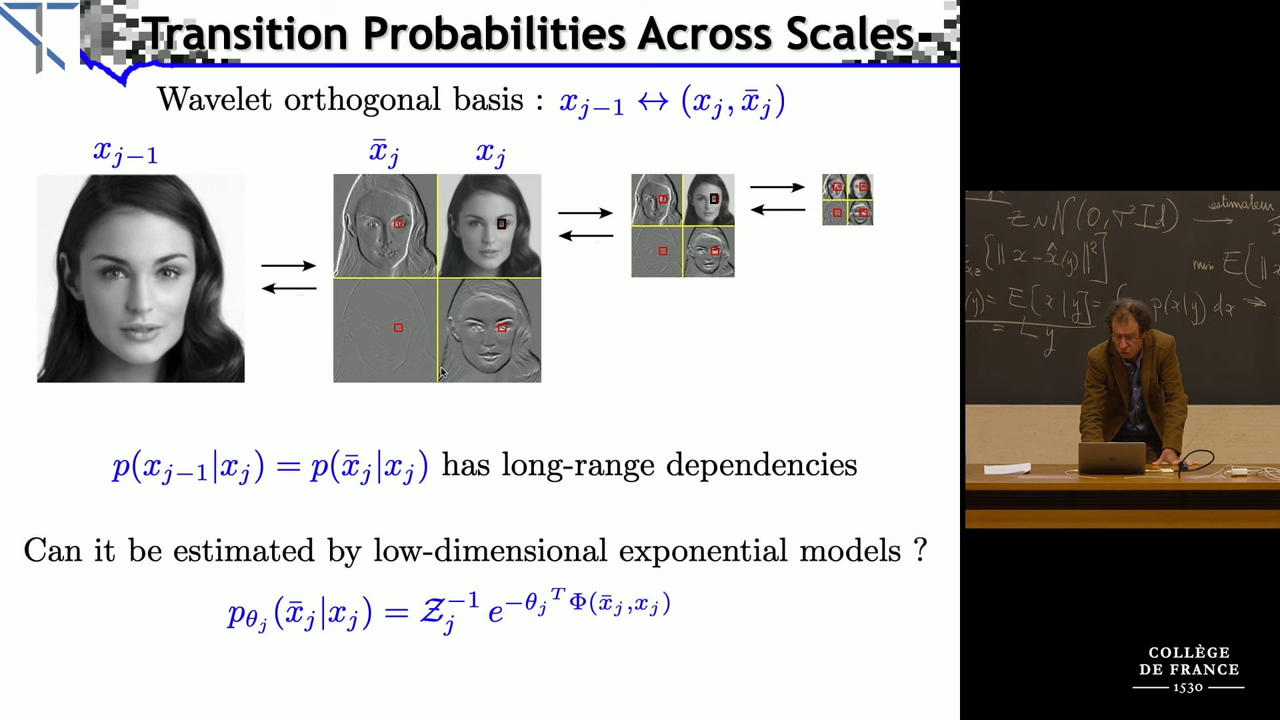 Transition Probabilities Across Scales
Wavelet orthogonal basis : x_{j−1} ↔ (x_j, x̄_j)
x_{j−1}
x̄_j
x_j
p(x_{j−1}|x_j) = p(x̄_j|x_j) has long-range dependencies
Can it be estimated by low-dimensional exponential models ?
p_{θ_j}(x̄_j|x_j) = Z_j^{−1} e^{−θ_j^T Φ(x̄_j, x_j)}
z ~ N(0, σ² Id) → estimateur
{‖x − x̂(y)‖²]
min E(‖x
(y) = E[x|y] = ∫ p(x|y) dx ⇒
= L y
COLLÈGE
DE FRANCE
1530